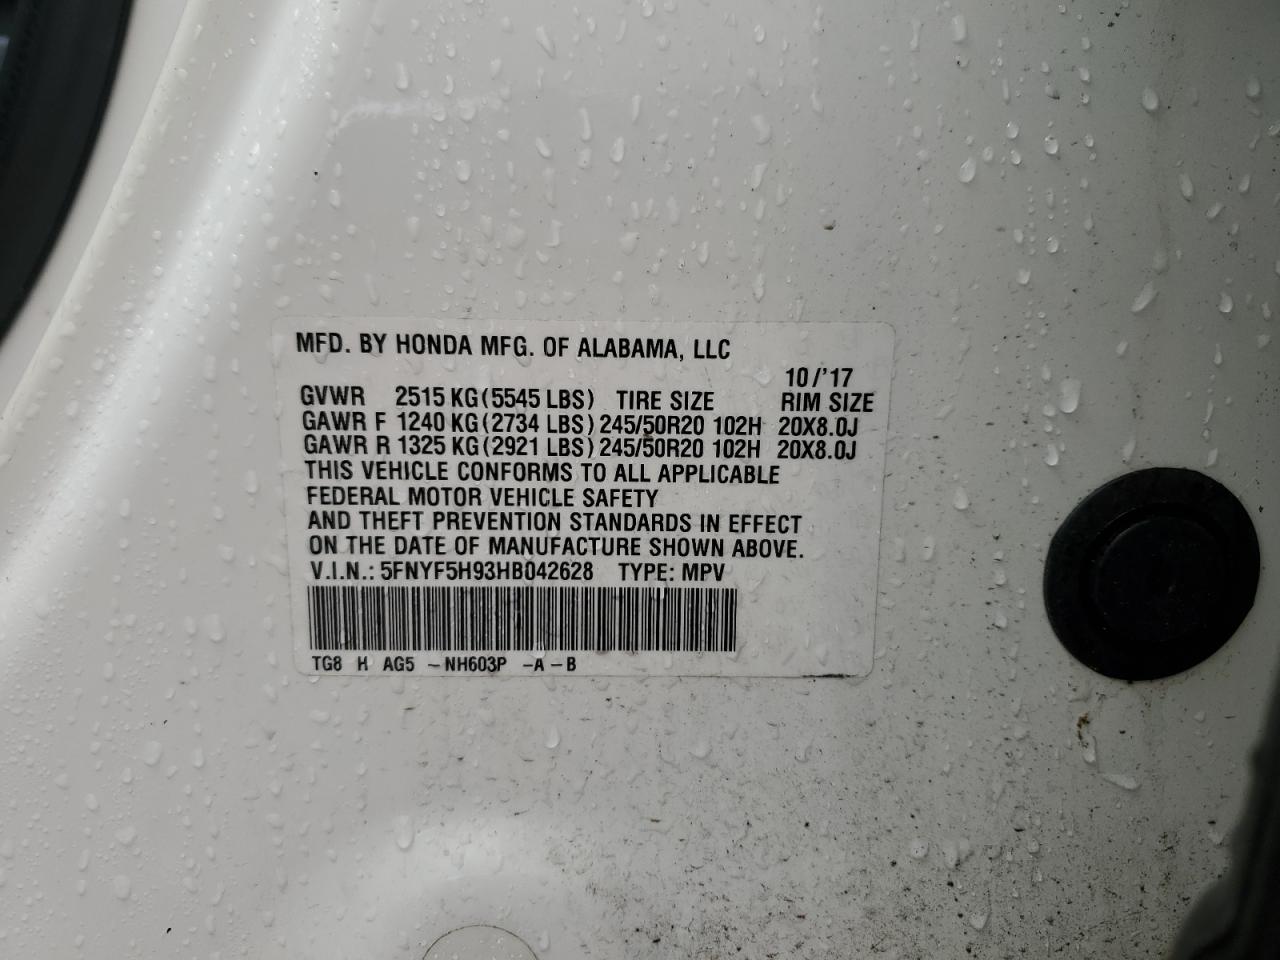 MFD. BY HONDA MFG. OF ALABAMA, LLC
10/'17
GVWR 2515 KG(5545 LBS) TIRE SIZE RIM SIZE
GAWR F 1240 KG(2734 LBS) 245/50R20 102H 20X8.0J
GAWR R 1325 KG(2921 LBS) 245/50R20 102H 20X8.0J
THIS VEHICLE CONFORMS TO ALL APPLICABLE
FEDERAL MOTOR VEHICLE SAFETY
AND THEFT PREVENTION STANDARDS IN EFFECT
ON THE DATE OF MANUFACTURE SHOWN ABOVE.
V.I.N.: 5FNYF5H93HB042628 TYPE: MPV
TG8 H AG5 -NH603P -A-B